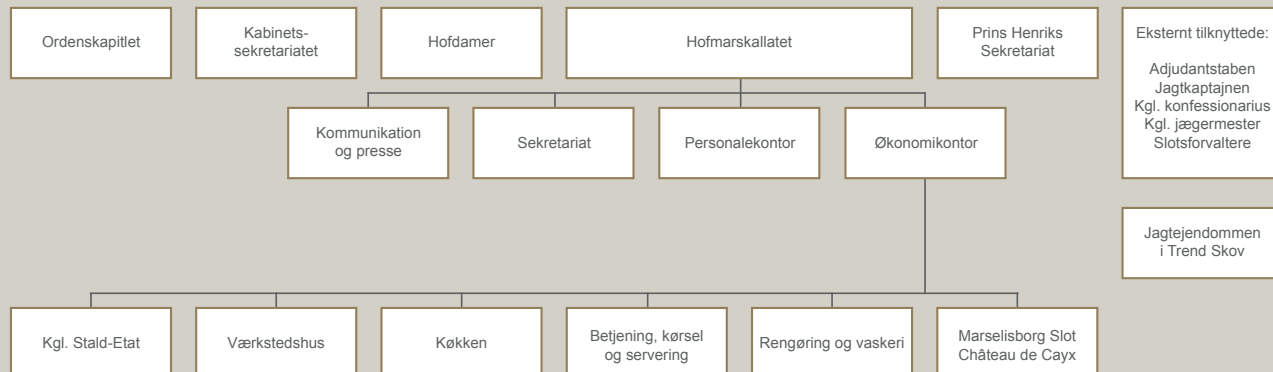 Ordenskapitlet
Kabinets-
sekretariatet
Hofdamer
Hofmarskallatet
Prins Henriks
Sekretariat
Eksternt tilknyttede:
Adjudantstaben
Jagtkaptajnen
Kgl. konfessionarius
Kgl. jægermester
Slotsforvaltere
Kommunikation
og presse
Sekretariat
Personalekontor
Økonomikontor
Jagtejendommen
i Trend Skov
Kgl. Stald-Etat
Værkstedshus
Køkken
Betjening, kørsel
og servering
Rengøring og vaskeri
Marselisborg Slot
Château de Cayx